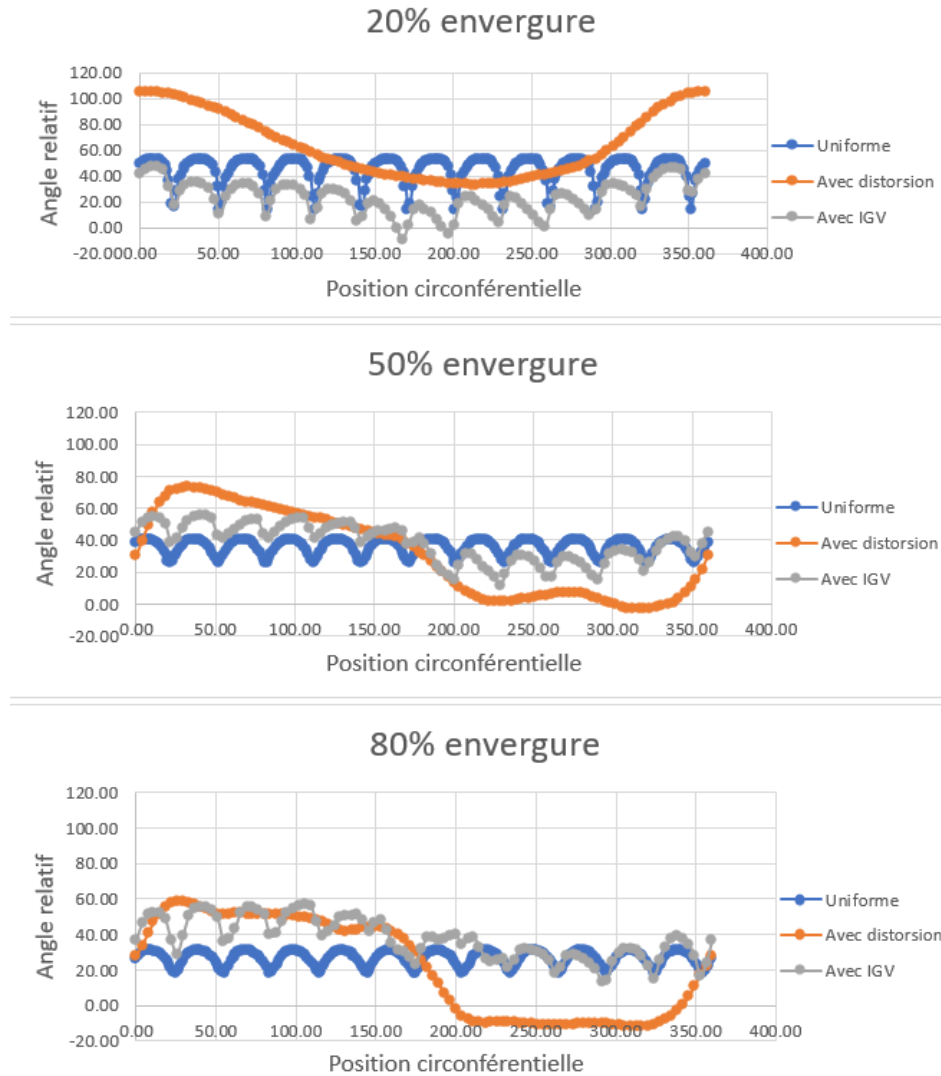 20% envergure
120.00
100.00
80.00
60.00
40.00
20.00
0.00
-20.00
0.00 50.00 100.00 150.00 200.00 250.00 300.00 350.00 400.00
Angle relatif
Position circonférentielle
Uniforme
Avec distorsion
Avec IGV
50% envergure
120.00
100.00
80.00
60.00
40.00
20.00
0.00
-20.00
0.00 50.00 100.00 150.00 200.00 250.00 300.00 350.00 400.00
Angle relatif
Position circonférentielle
Uniforme
Avec distorsion
Avec IGV
80% envergure
120.00
100.00
80.00
60.00
40.00
20.00
0.00
-20.00
0.00 50.00 100.00 150.00 200.00 250.00 300.00 350.00 400.00
Angle relatif
Position circonférentielle
Uniforme
Avec distorsion
Avec IGV